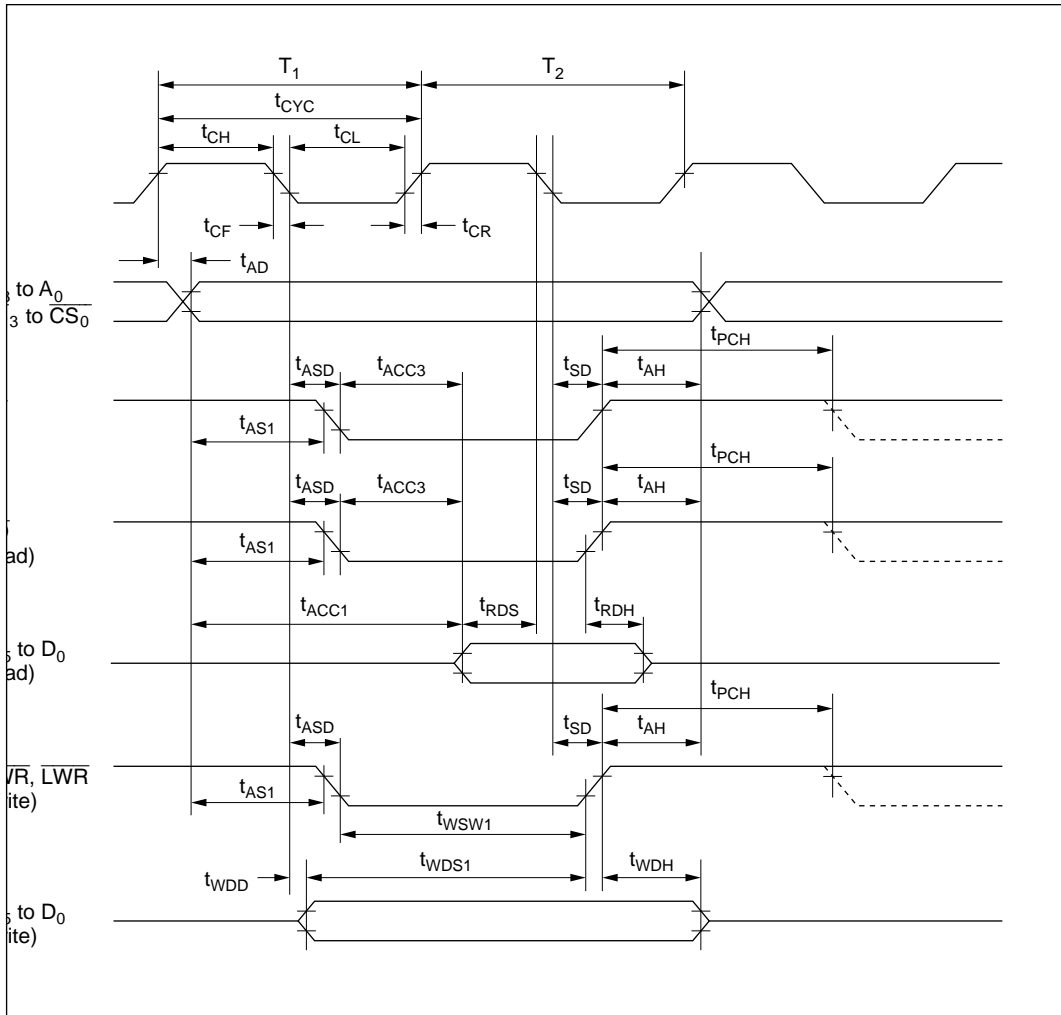 T1 T2
tCYC
tCH tCL
tCF tCR
tAD
to A0
3 to CS0
tPCH
tASD tACC3 tSD tAH
tAS1
tPCH
tASD tACC3 tSD tAH
tAS1
ad)
tACC1 tRDS tRDH
to D0
ad)
tPCH
tASD tSD tAH
WR, LWR
tAS1
ite)
tWSW1
tWDS1 tWDH
tWDD
to D0
ite)